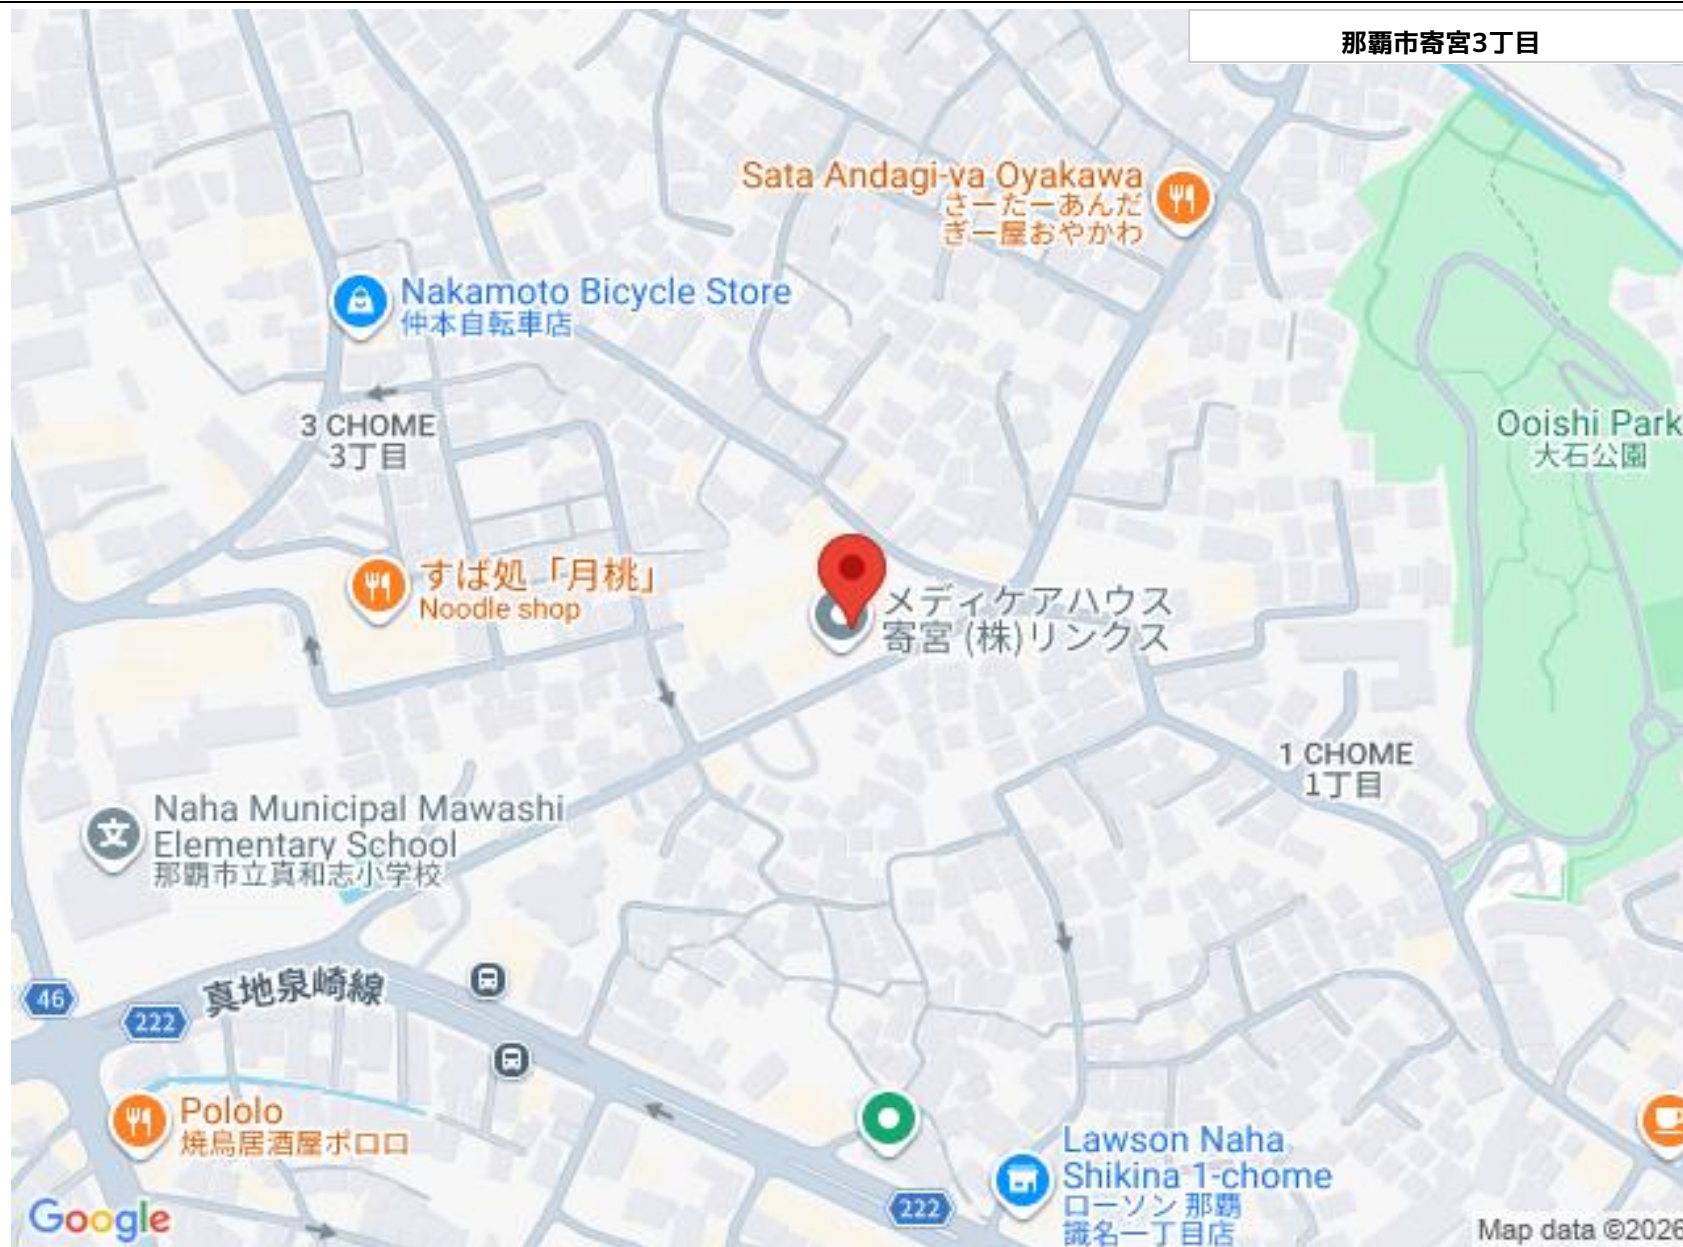 那覇市寄宮3丁目
Sata Andagi-ya Oyakawa
さーたーあんだ
ぎー屋おやかわ
Nakamoto Bicycle Store
仲本自転車店
3 CHOME
3丁目
Ooishi Park
大石公園
すば処「月桃」
Noodle shop
メディケアハウス
寄宮 (株)リンクス
1 CHOME
1丁目
Naha Municipal Mawashi
Elementary School
那覇市立真和志小学校
文
46
222
真地泉崎線
Pololo
焼鳥居酒屋ポロロ
Lawson Naha
Shikina 1-chome
ローソン 那覇
識名一丁目店
222
Google
Map data ©2026